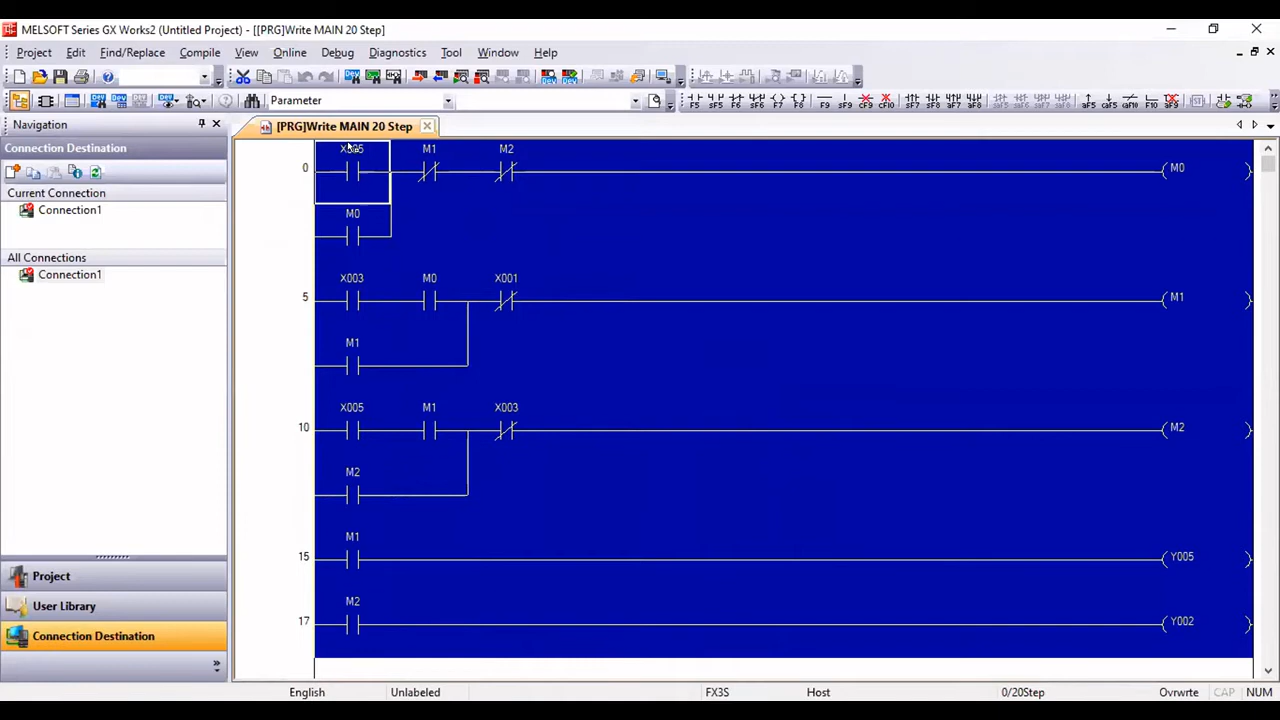 MELSOFT Series GX Works2 (Untitled Project) - [[PRG]Write MAIN 20 Step]
Project Edit Find/Replace Compile View Online Debug Diagnostics Tool Window Help
Parameter
Navigation
[PRG]Write MAIN 20 Step
Connection Destination
Current Connection
Connection1
All Connections
Connection1
Project
User Library
Connection Destination
M1 M2
0 M0
M0
X003 M0 X001
5 M1
M1
X005 M1 X003
10 M2
M2
M1
15 Y005
M2
17 Y002
English Unlabeled FX3S Host 0/20Step Ovrwrte CAP NUM